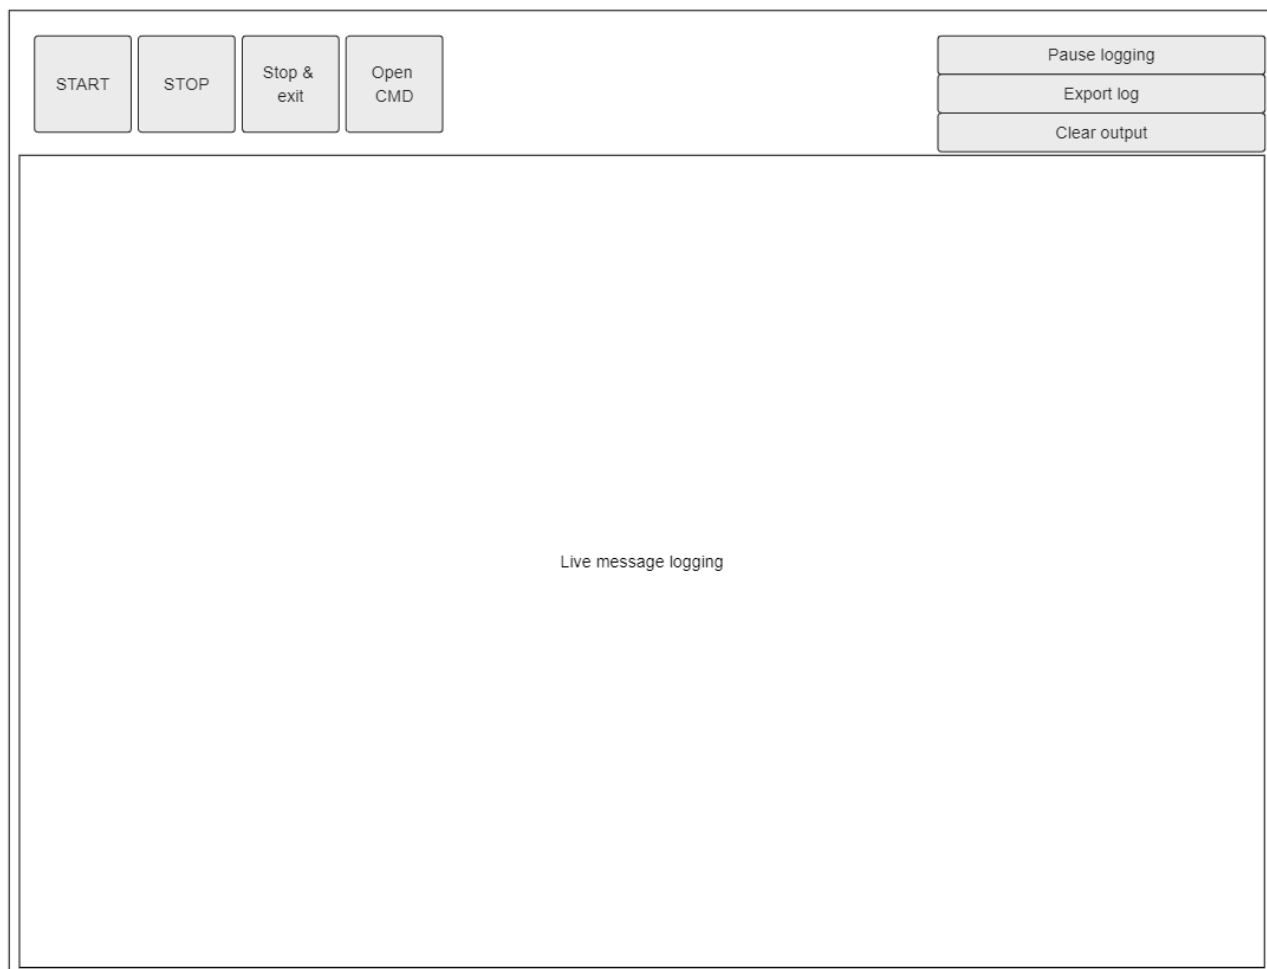 START
STOP
Stop &
exit
Open
CMD
Pause logging
Export log
Clear output
Live message logging